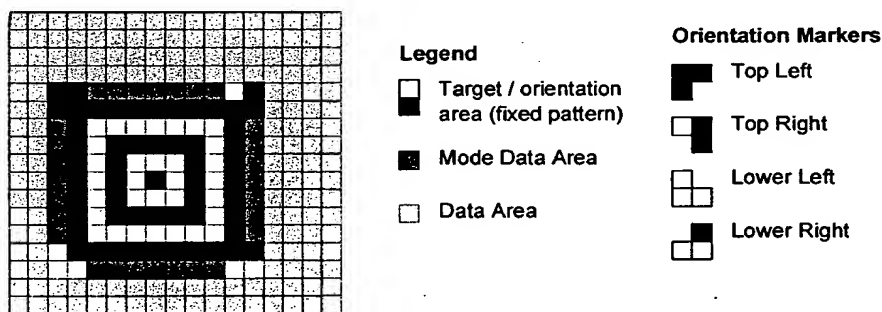 Legend
Target / orientation
area (fixed pattern)
Mode Data Area
Data Area
Orientation Markers
Top Left
Top Right
Lower Left
Lower Right